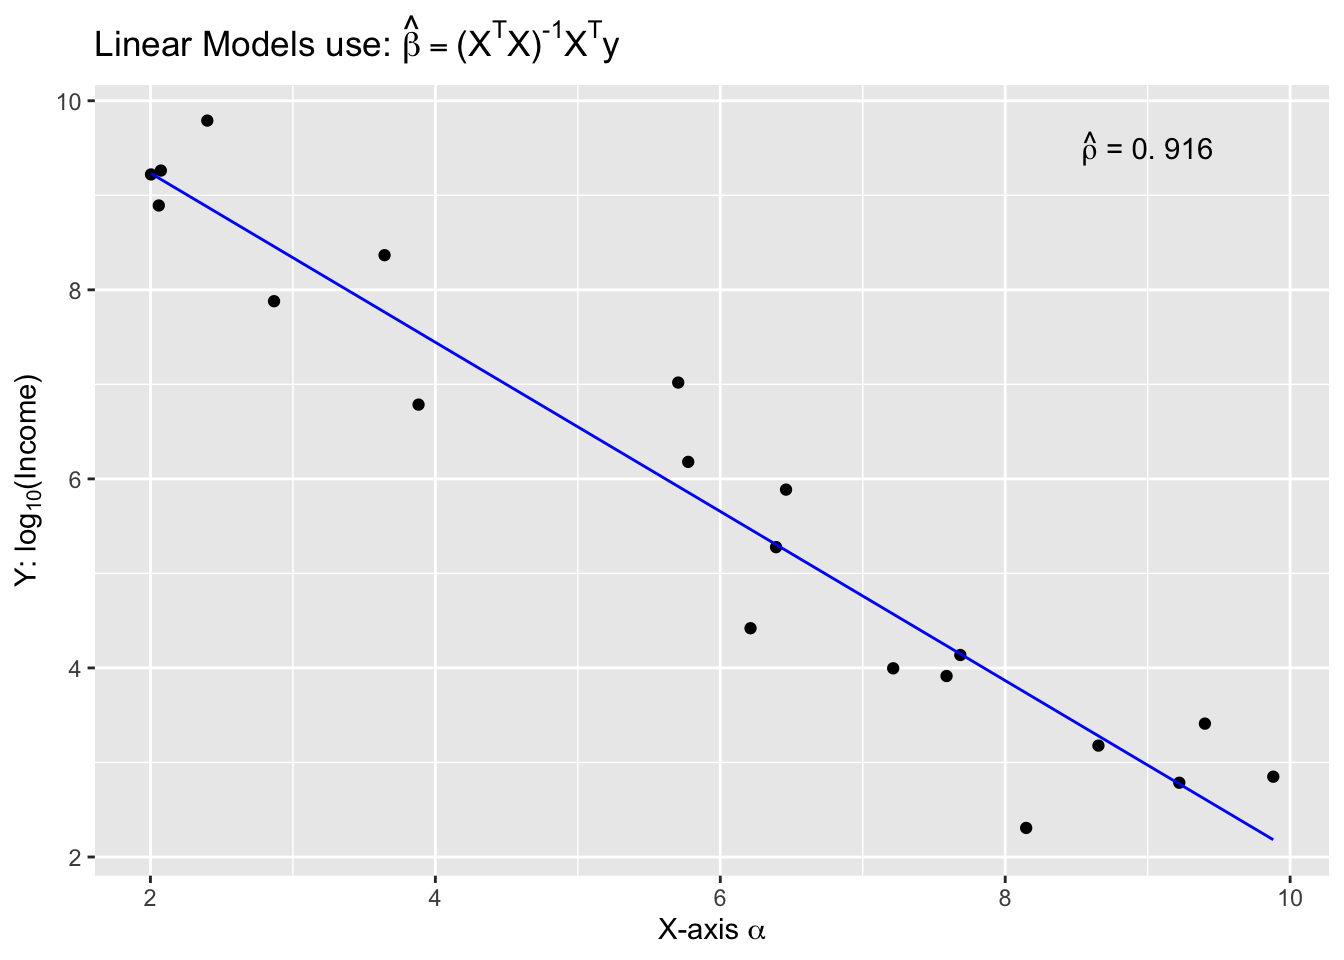 Linear Models use: β̂ = (XᵀX)⁻¹Xᵀy
10
8
6
4
2
ρ̂ = 0. 916
Y: log₁₀(Income)
2 4 6 8 10
X-axis α